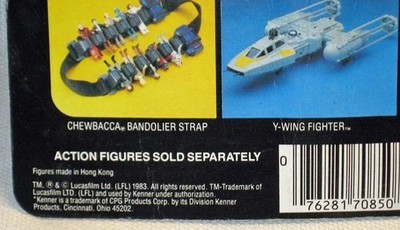 CHEWBACCA® BANDOLIER STRAP
Y-WING FIGHTER™
ACTION FIGURES SOLD SEPARATELY
Figures made in Hong Kong
TM, ® & © Lucasfilm Ltd. (LFL) 1983. All rights reserved. TM-Trademark of
Lucasfilm Ltd. (LFL) and used by Kenner under authorization.
*Kenner is a trademark of CPG Products Corp. by its Division Kenner
Products, Cincinnati, Ohio 45202.
0
76281 70850